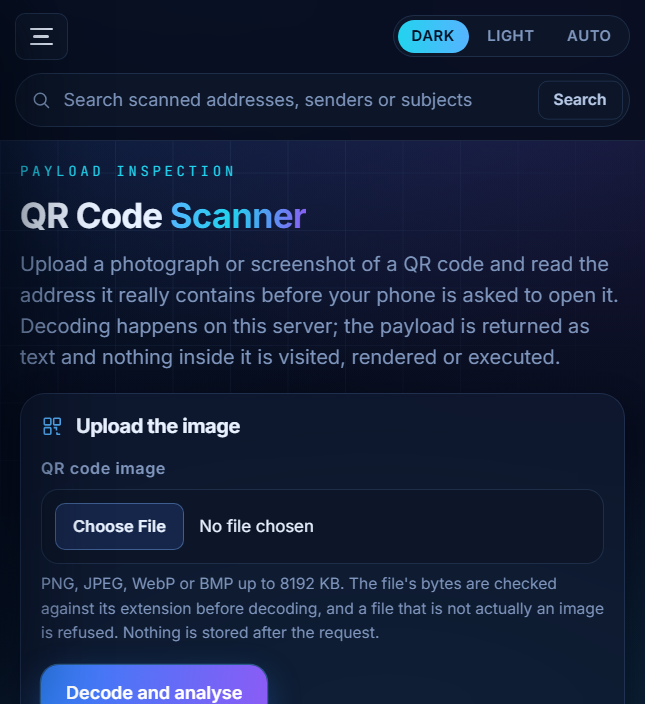 DARK LIGHT AUTO
Search scanned addresses, senders or subjects Search
PAYLOAD INSPECTION
QR Code Scanner
Upload a photograph or screenshot of a QR code and read the
address it really contains before your phone is asked to open it.
Decoding happens on this server; the payload is returned as
text and nothing inside it is visited, rendered or executed.
Upload the image
QR code image
Choose File No file chosen
PNG, JPEG, WebP or BMP up to 8192 KB. The file's bytes are checked
against its extension before decoding, and a file that is not actually an image
is refused. Nothing is stored after the request.
Decode and analyse